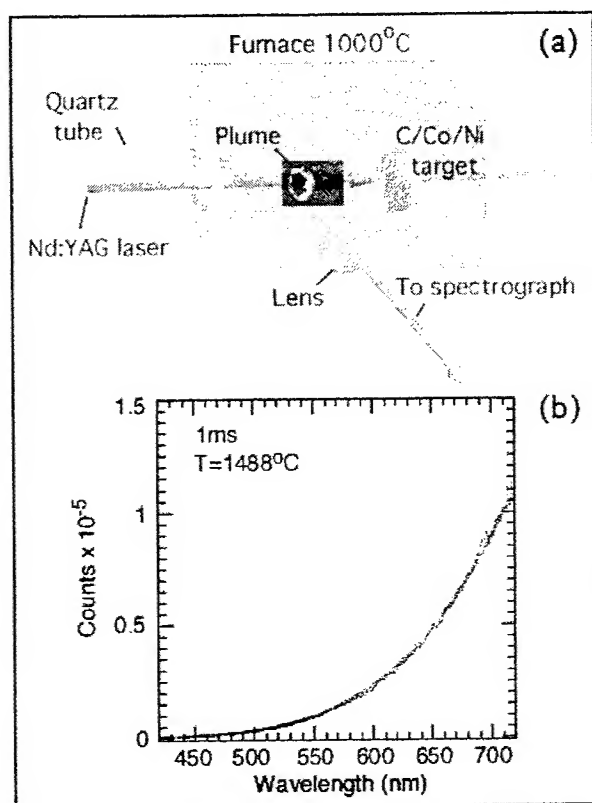 Furnace 1000°C
(a)
Quartz
tube
Plume
C/Co/Ni
target
Nd:YAG laser
Lens
To spectrograph
(b)
1ms
T=1488°C
1.5
1
0.5
0
Counts x 10-5
450 500 550 600 650 700
Wavelength (nm)